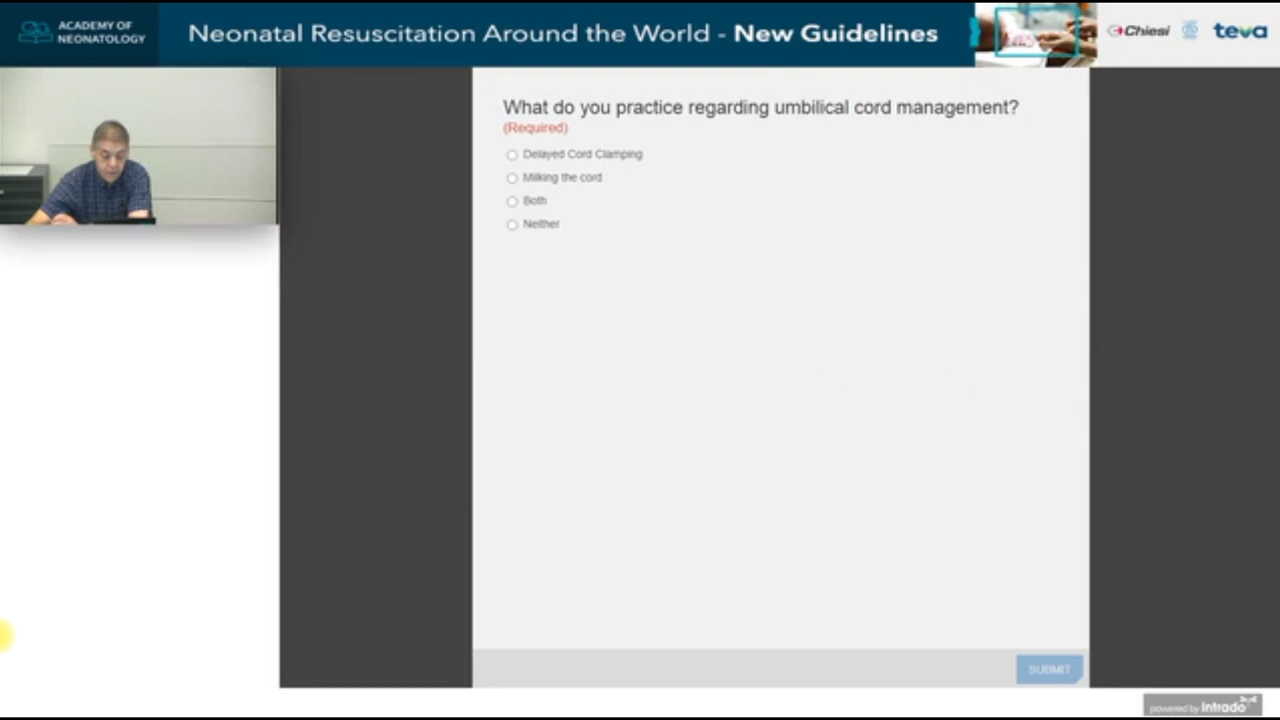 ACADEMY OF
NEONATOLOGY
Neonatal Resuscitation Around the World - New Guidelines
Chiesi
teva
What do you practice regarding umbilical cord management?
(Required)
Delayed Cord Clamping
Milking the cord
Both
Neither
SUBMIT
powered by intrado